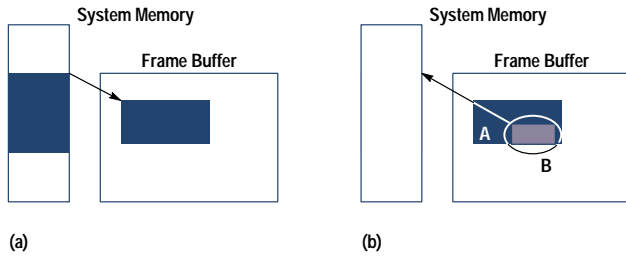 System Memory
Frame Buffer
(a)
System Memory
Frame Buffer
A
B
(b)